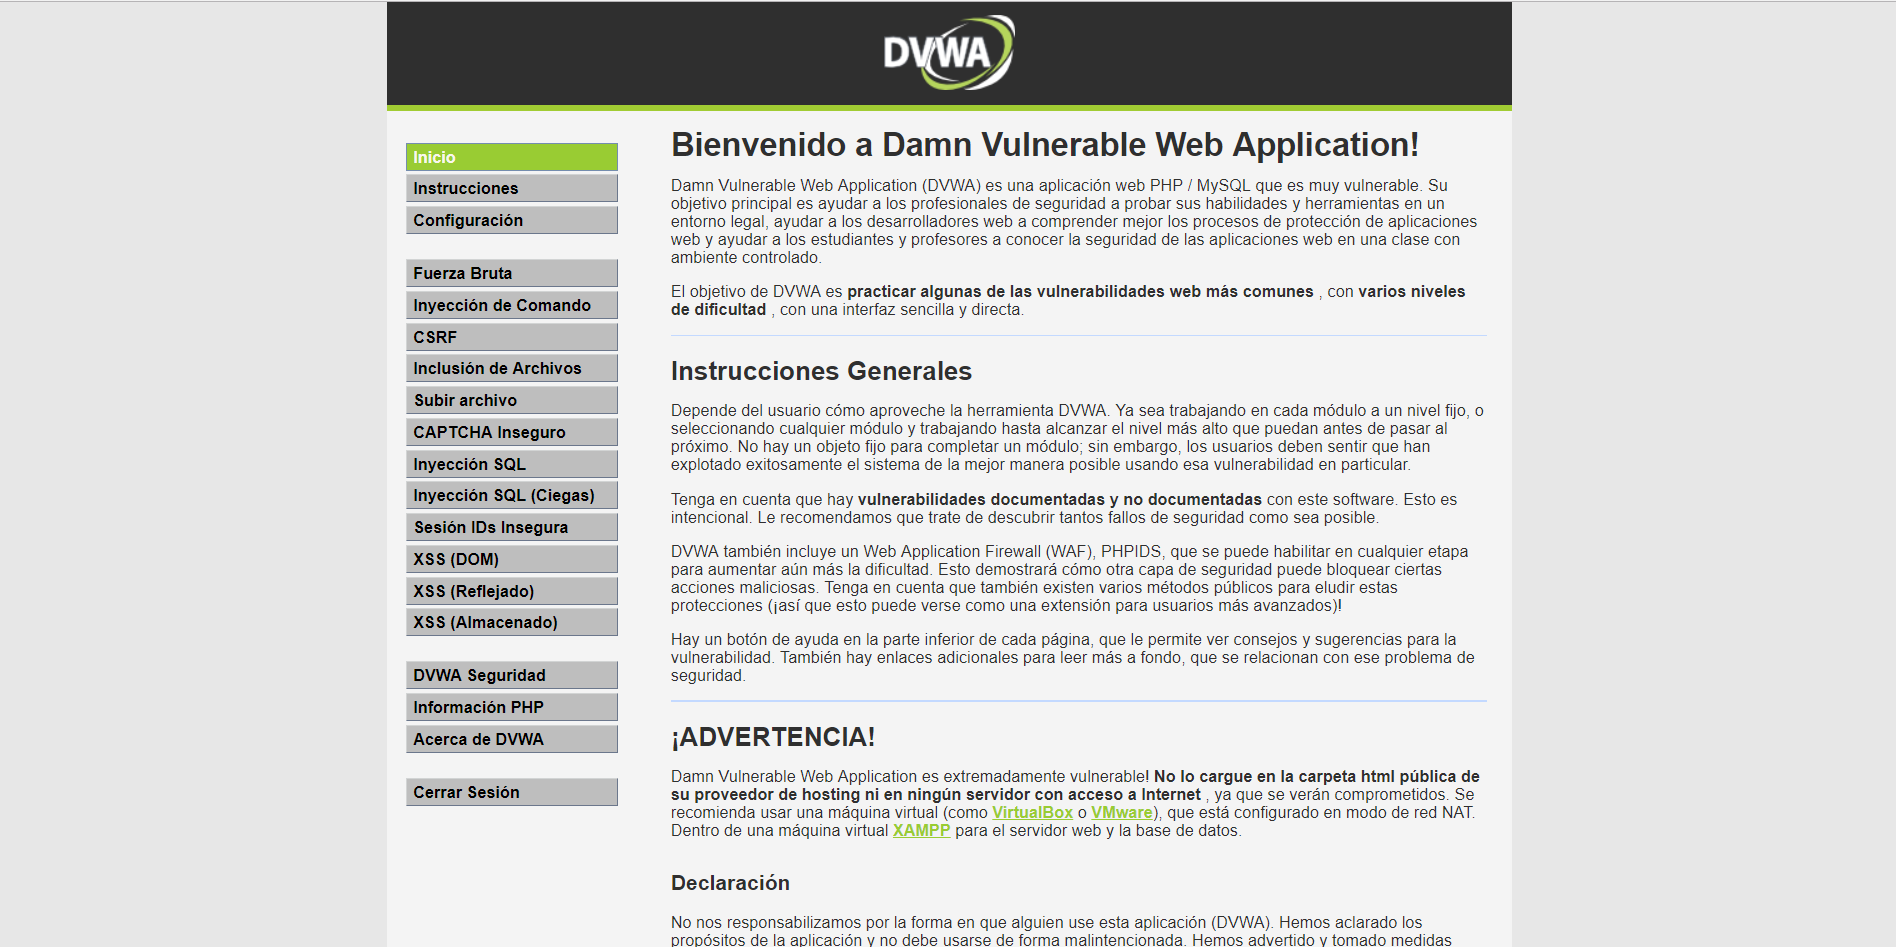 DVWA
Inicio
Instrucciones
Configuración
Fuerza Bruta
Inyección de Comando
CSRF
Inclusión de Archivos
Subir archivo
CAPTCHA Inseguro
Inyección SQL
Inyección SQL (Ciegas)
Sesión IDs Insegura
XSS (DOM)
XSS (Reflejado)
XSS (Almacenado)
DVWA Seguridad
Información PHP
Acerca de DVWA
Cerrar Sesión
Bienvenido a Damn Vulnerable Web Application!
Damn Vulnerable Web Application (DVWA) es una aplicación web PHP / MySQL que es muy vulnerable. Su
objetivo principal es ayudar a los profesionales de seguridad a probar sus habilidades y herramientas en un
entorno legal, ayudar a los desarrolladores web a comprender mejor los procesos de protección de aplicaciones
web y ayudar a los estudiantes y profesores a conocer la seguridad de las aplicaciones web en una clase con
ambiente controlado.
El objetivo de DVWA es practicar algunas de las vulnerabilidades web más comunes , con varios niveles
de dificultad , con una interfaz sencilla y directa.
Instrucciones Generales
Depende del usuario cómo aproveche la herramienta DVWA. Ya sea trabajando en cada módulo a un nivel fijo, o
seleccionando cualquier módulo y trabajando hasta alcanzar el nivel más alto que puedan antes de pasar al
próximo. No hay un objeto fijo para completar un módulo; sin embargo, los usuarios deben sentir que han
explotado exitosamente el sistema de la mejor manera posible usando esa vulnerabilidad en particular.
Tenga en cuenta que hay vulnerabilidades documentadas y no documentadas con este software. Esto es
intencional. Le recomendamos que trate de descubrir tantos fallos de seguridad como sea posible.
DVWA también incluye un Web Application Firewall (WAF), PHPIDS, que se puede habilitar en cualquier etapa
para aumentar aún más la dificultad. Esto demostrará cómo otra capa de seguridad puede bloquear ciertas
acciones maliciosas. Tenga en cuenta que también existen varios métodos públicos para eludir estas
protecciones (¡así que esto puede verse como una extensión para usuarios más avanzados)!
Hay un botón de ayuda en la parte inferior de cada página, que le permite ver consejos y sugerencias para la
vulnerabilidad. También hay enlaces adicionales para leer más a fondo, que se relacionan con ese problema de
seguridad.
¡ADVERTENCIA!
Damn Vulnerable Web Application es extremadamente vulnerable! No lo cargue en la carpeta html pública de
su proveedor de hosting ni en ningún servidor con acceso a Internet , ya que se verán comprometidos. Se
recomienda usar una máquina virtual (como VirtualBox o VMware), que está configurado en modo de red NAT.
Dentro de una máquina virtual XAMPP para el servidor web y la base de datos.
Declaración
No nos responsabilizamos por la forma en que alguien use esta aplicación (DVWA). Hemos aclarado los
propósitos de la aplicación y no debe usarse de forma malintencionada. Hemos advertido y tomado medidas